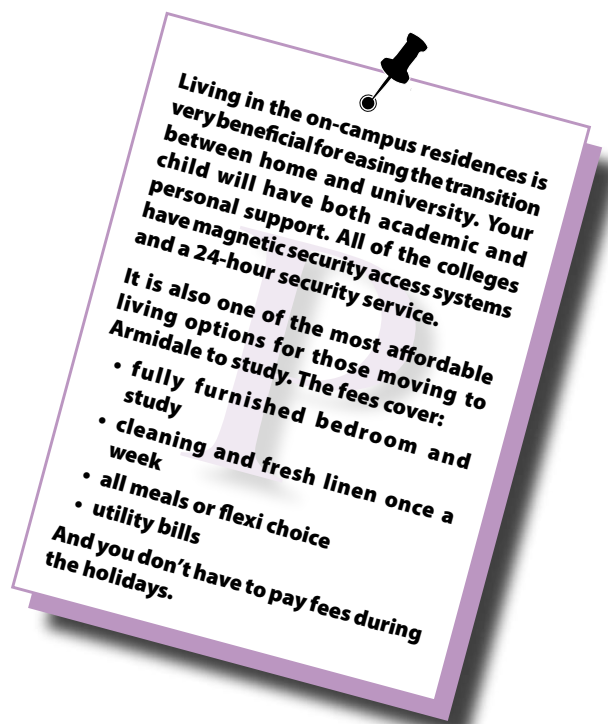 Living in the on-campus residences is
very beneficial for easing the transition
between home and university. Your
child will have both academic and
personal support. All of the colleges
have magnetic security access systems
and a 24-hour security service.
It is also one of the most affordable
living options for those moving to
Armidale to study. The fees cover:
• fully furnished bedroom and
study
• cleaning and fresh linen once a
week
• all meals or flexi choice
• utility bills
And you don't have to pay fees during
the holidays.
P